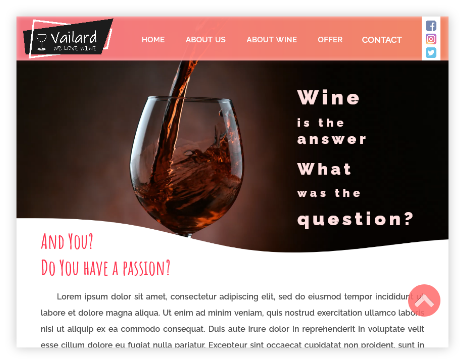 Vailard
WE LOVE WINE
HOME ABOUT US ABOUT WINE OFFER CONTACT
Wine
is the
answer
What
was the
question?
And You?
Do You have a passion?
Lorem ipsum dolor sit amet, consectetur adipiscing elit, sed do eiusmod tempor incididunt ut
labore et dolore magna aliqua. Ut enim ad minim veniam, quis nostrud exercitation ullamco laboris
nisi ut aliquip ex ea commodo consequat. Duis aute irure dolor in reprehenderit in voluptate velit
esse cillum dolore eu fugiat nulla pariatur. Excepteur sint occaecat cupidatat non proident, sunt in